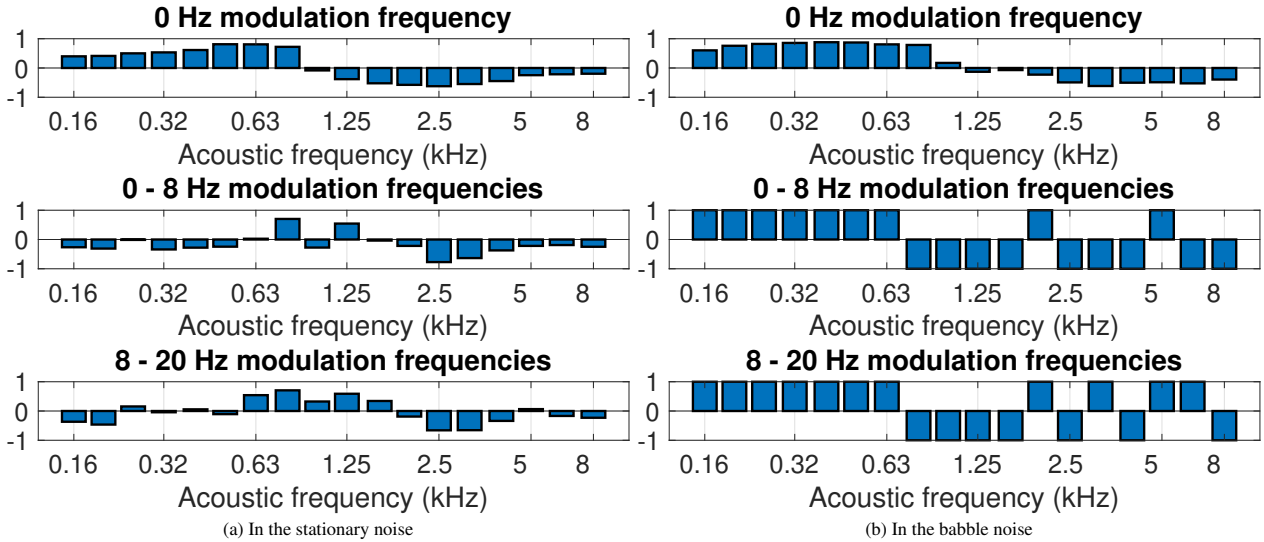 0 Hz modulation frequency
1
0
-1
0.16 0.32 0.63 1.25 2.5 5 8
Acoustic frequency (kHz)
0 - 8 Hz modulation frequencies
1
0
-1
0.16 0.32 0.63 1.25 2.5 5 8
Acoustic frequency (kHz)
8 - 20 Hz modulation frequencies
1
0
-1
0.16 0.32 0.63 1.25 2.5 5 8
Acoustic frequency (kHz)
(a) In the stationary noise
0 Hz modulation frequency
1
0
-1
0.16 0.32 0.63 1.25 2.5 5 8
Acoustic frequency (kHz)
0 - 8 Hz modulation frequencies
1
0
-1
0.16 0.32 0.63 1.25 2.5 5 8
Acoustic frequency (kHz)
8 - 20 Hz modulation frequencies
1
0
-1
0.16 0.32 0.63 1.25 2.5 5 8
Acoustic frequency (kHz)
(b) In the babble noise